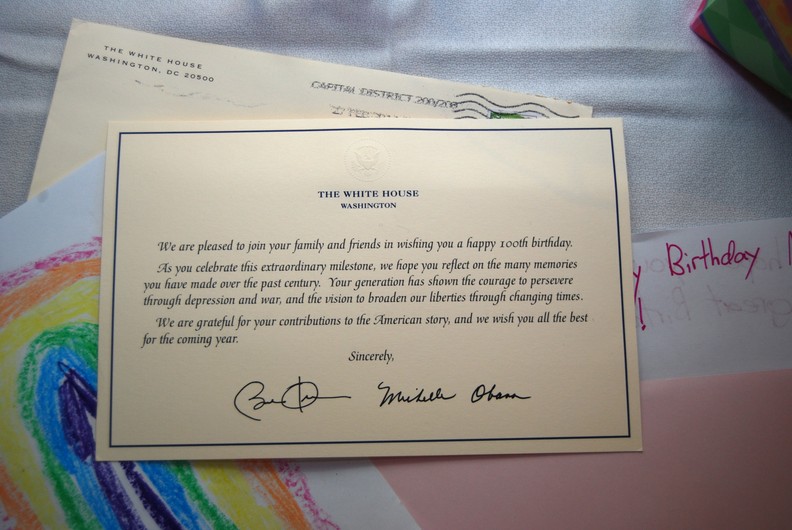 THE WHITE HOUSE
WASHINGTON, DC 20500
CAPITAL DISTRICT 200/208
THE WHITE HOUSE
WASHINGTON
We are pleased to join your family and friends in wishing you a happy 100th birthday.
As you celebrate this extraordinary milestone, we hope you reflect on the many memories
you have made over the past century.  Your generation has shown the courage to persevere
through depression and war, and the vision to broaden our liberties through changing times.
We are grateful for your contributions to the American story, and we wish you all the best
for the coming year.
Sincerely,
Michelle Obama
Birthday